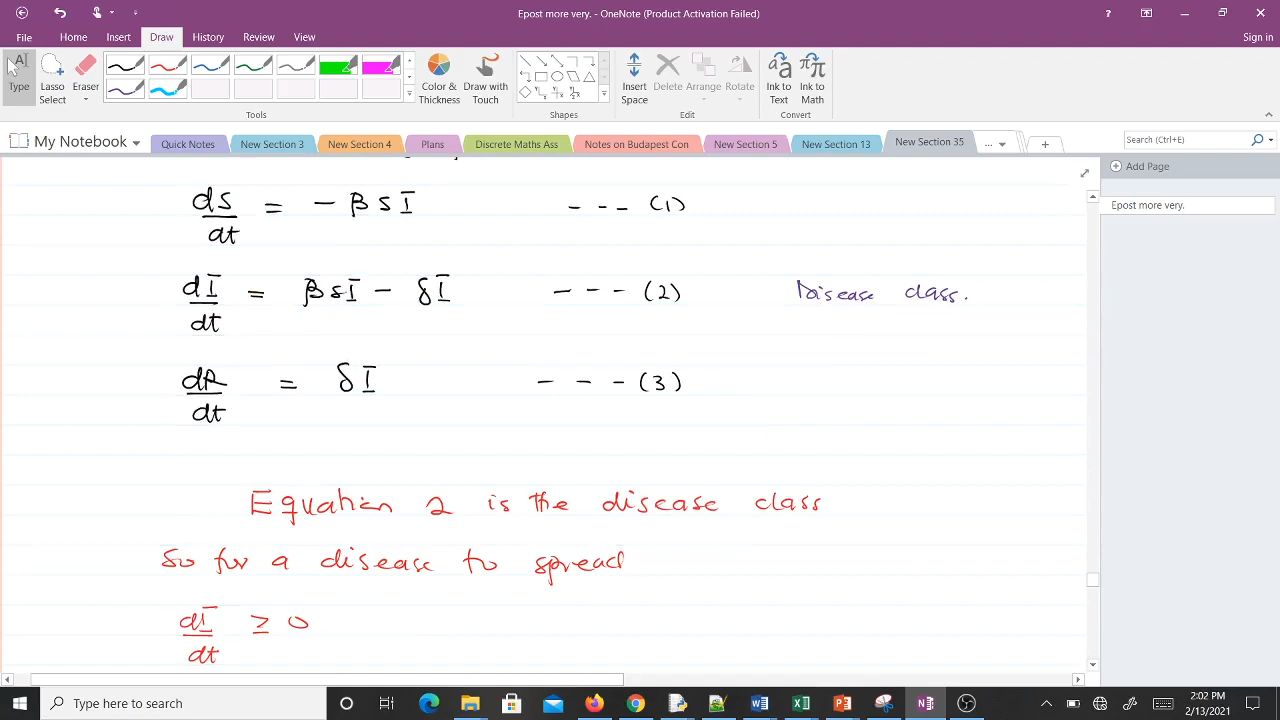 Epost more very. - OneNote (Product Activation Failed)
Sign in
File Home Insert Draw History Review View
Type
Lasso Select
Eraser
Color & Thickness
Draw with Touch
Insert Space
Delete
Arrange
Rotate
Ink to Text
Ink to Math
Tools Shapes Edit Convert
My Notebook Quick Notes New Section 3 New Section 4 Plans Discrete Maths Ass Notes on Budapest Con New Section 5 New Section 13 New Section 35 ... Search (Ctrl+E)
Add Page
Epost more very.
dS/dt = - β S I - - - (1)
dI/dt = β S I - δ I - - - (2) Disease class.
dR/dt = δ I - - - (3)
Equation 2 is the disease class
So for a disease to spread
dI/dt ≥ 0
Type here to search
2:02 PM
2/13/2021